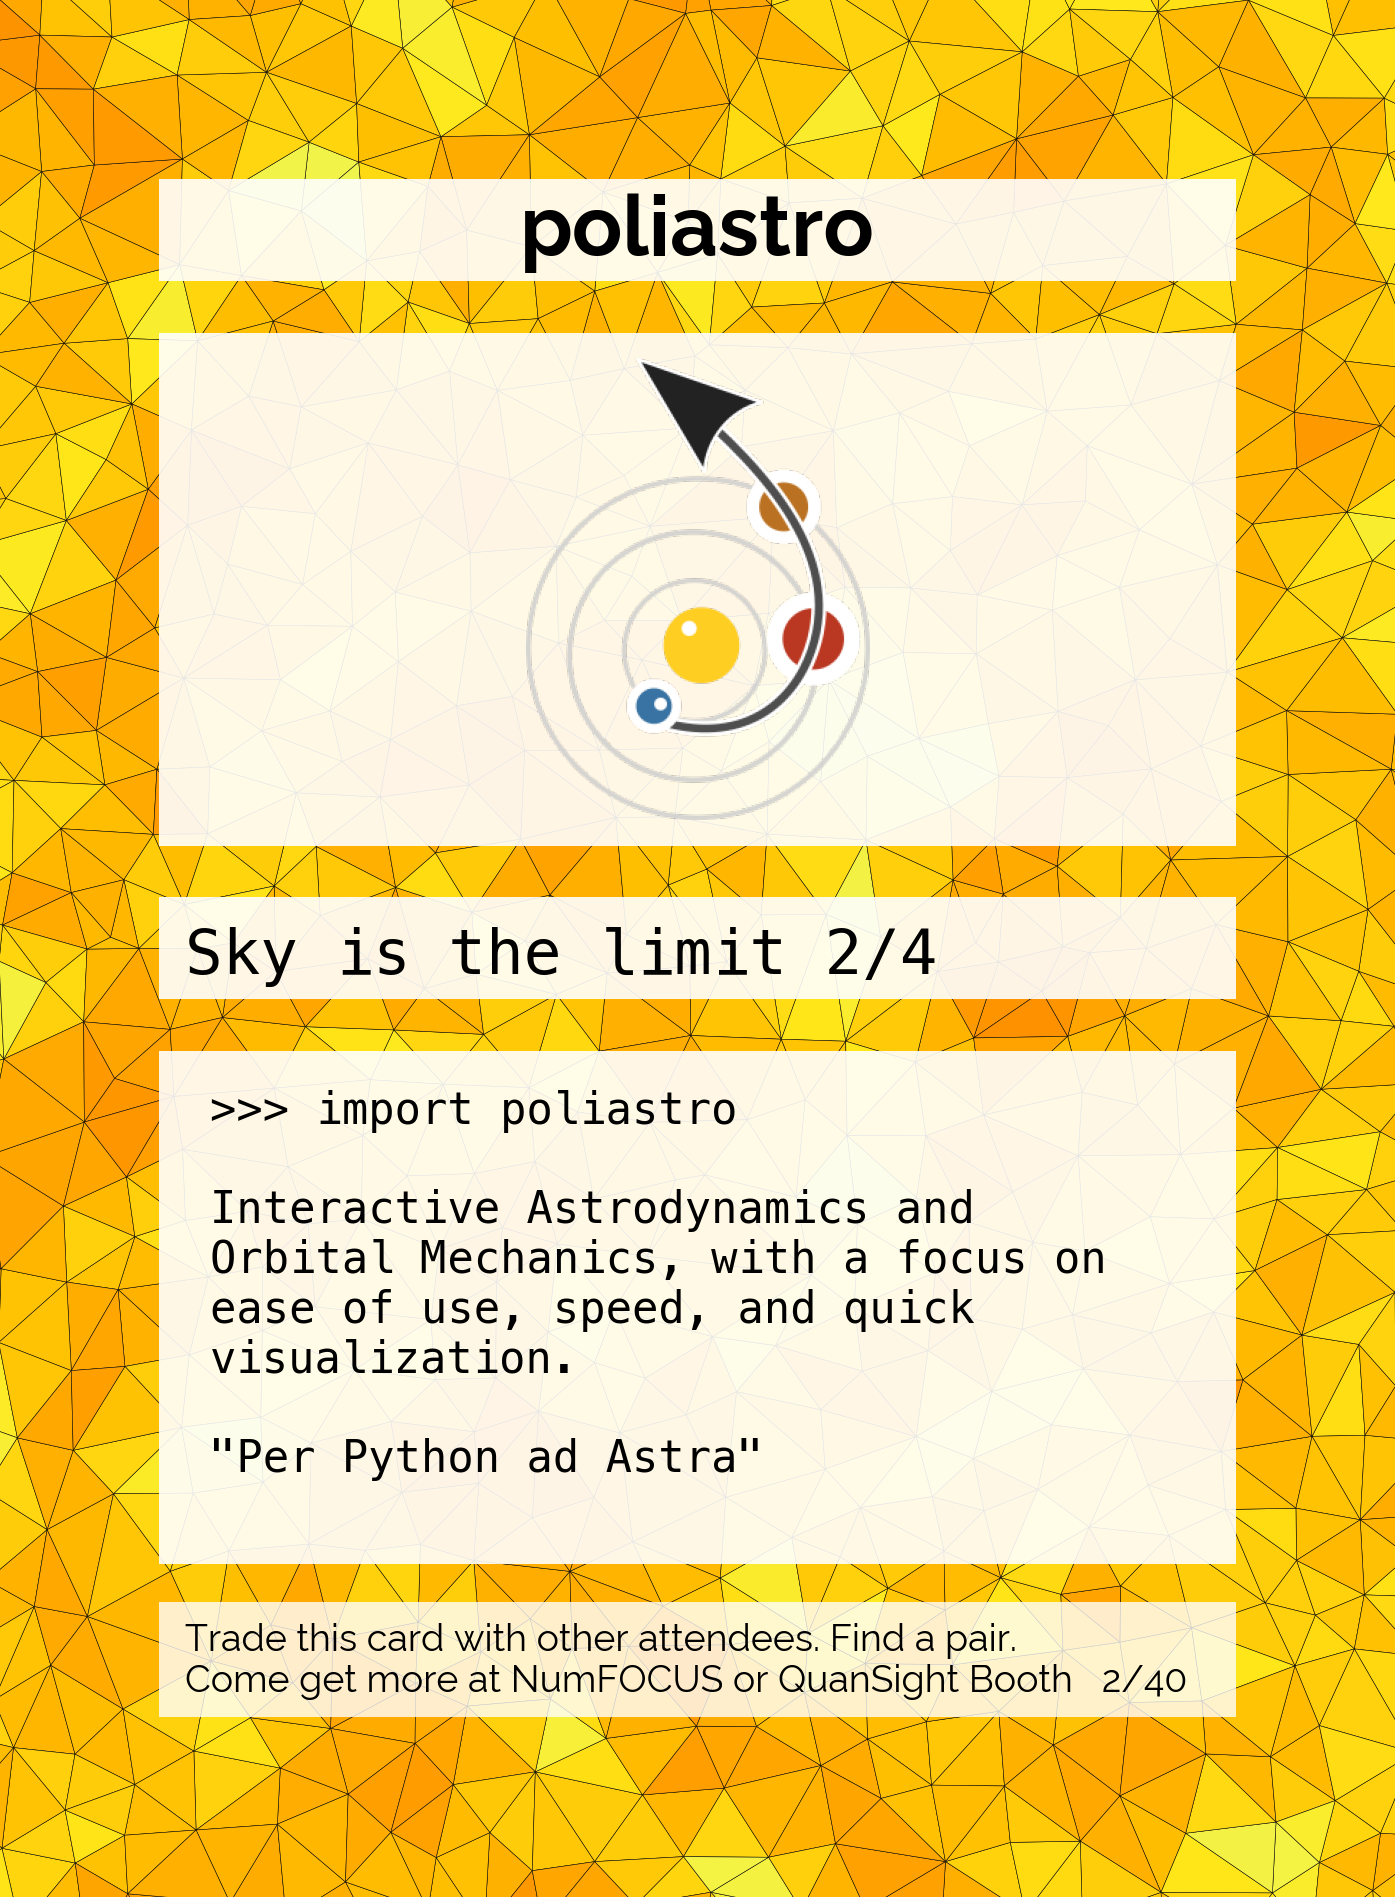 poliastro
Sky is the limit 2/4
>>> import poliastro
Interactive Astrodynamics and
Orbital Mechanics, with a focus on
ease of use, speed, and quick
visualization.
"Per Python ad Astra"
Trade this card with other attendees. Find a pair.
Come get more at NumFOCUS or QuanSight Booth 2/40